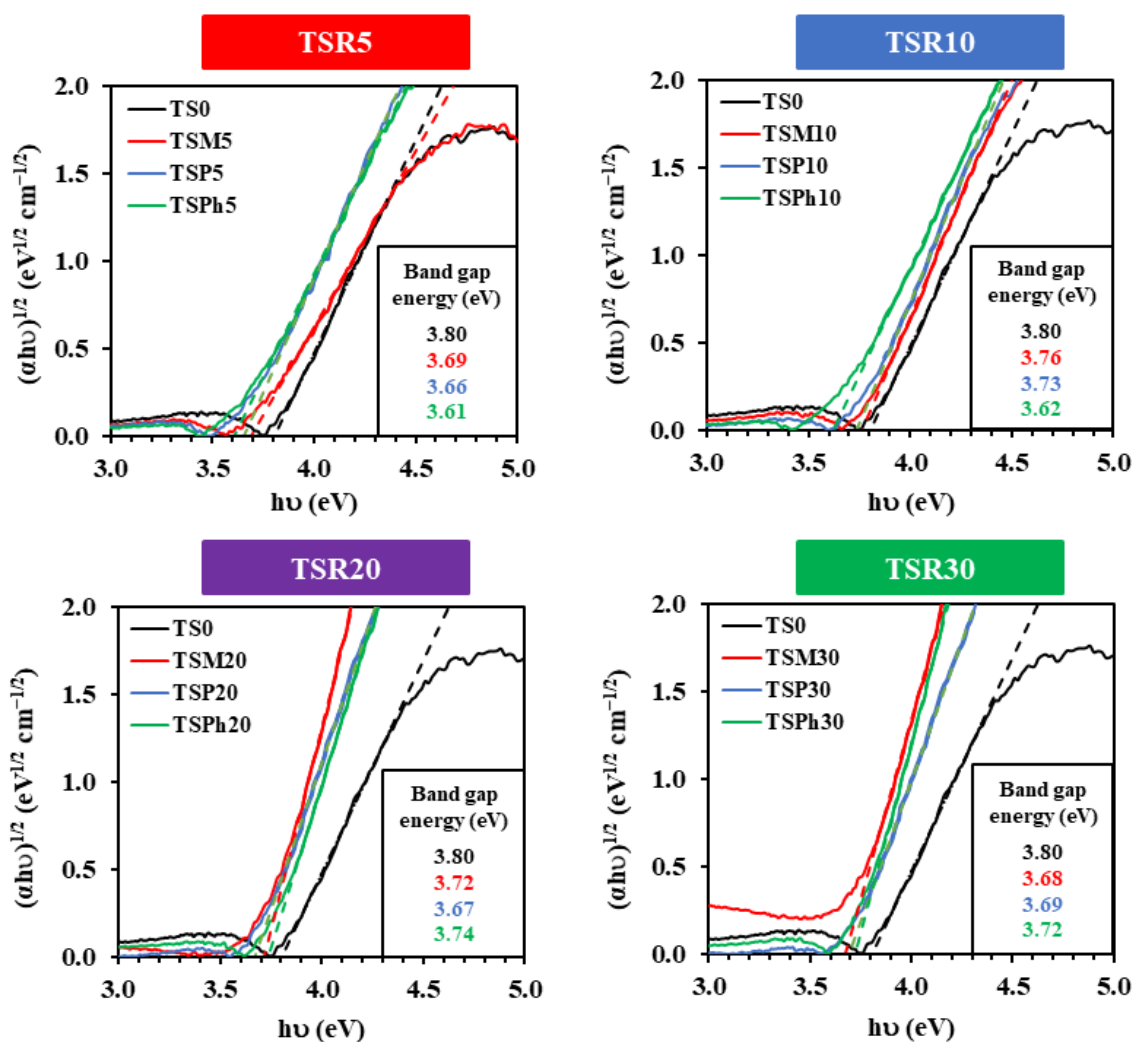 TSR5
2.0
1.5
1.0
0.5
0.0
(αhυ)1/2 (eV1/2 cm−1/2)
TS0
TSM5
TSP5
TSPh5
Band gap
energy (eV)
3.80
3.69
3.66
3.61
3.0 3.5 4.0 4.5 5.0
hυ (eV)
TSR10
2.0
1.5
1.0
0.5
0.0
(αhυ)1/2 (eV1/2 cm−1/2)
TS0
TSM10
TSP10
TSPh10
Band gap
energy (eV)
3.80
3.76
3.73
3.62
3.0 3.5 4.0 4.5 5.0
hυ (eV)
TSR20
2.0
1.5
1.0
0.5
0.0
(αhυ)1/2 (eV1/2 cm−1/2)
TS0
TSM20
TSP20
TSPh20
Band gap
energy (eV)
3.80
3.72
3.67
3.74
3.0 3.5 4.0 4.5 5.0
hυ (eV)
TSR30
2.0
1.5
1.0
0.5
0.0
(αhυ)1/2 (eV1/2 cm−1/2)
TS0
TSM30
TSP30
TSPh30
Band gap
energy (eV)
3.80
3.68
3.69
3.72
3.0 3.5 4.0 4.5 5.0
hυ (eV)